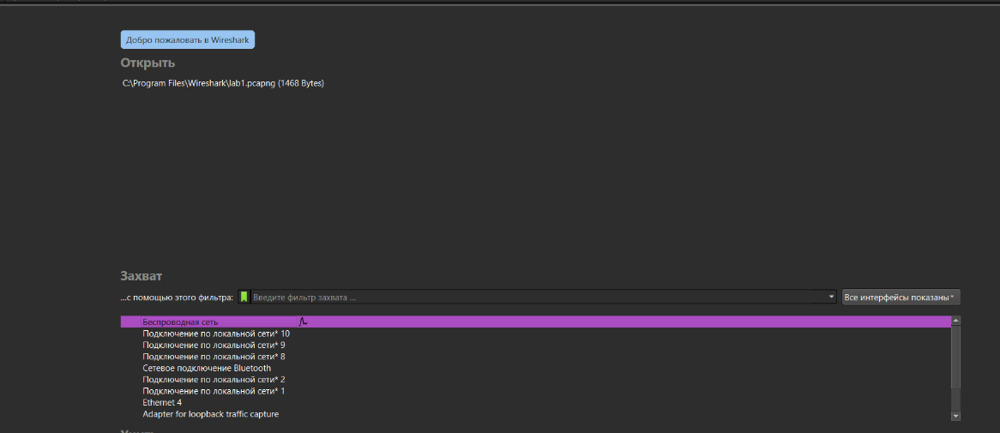 Добро пожаловать в Wireshark
Открыть
C:\Program Files\Wireshark\lab1.pcapng (1468 Bytes)
Захват
...с помощью этого фильтра: Введите фильтр захвата ... Все интерфейсы показаны
Беспроводная сеть
Подключение по локальной сети* 10
Подключение по локальной сети* 9
Подключение по локальной сети* 8
Сетевое подключение Bluetooth
Подключение по локальной сети* 2
Подключение по локальной сети* 1
Ethernet 4
Adapter for loopback traffic capture